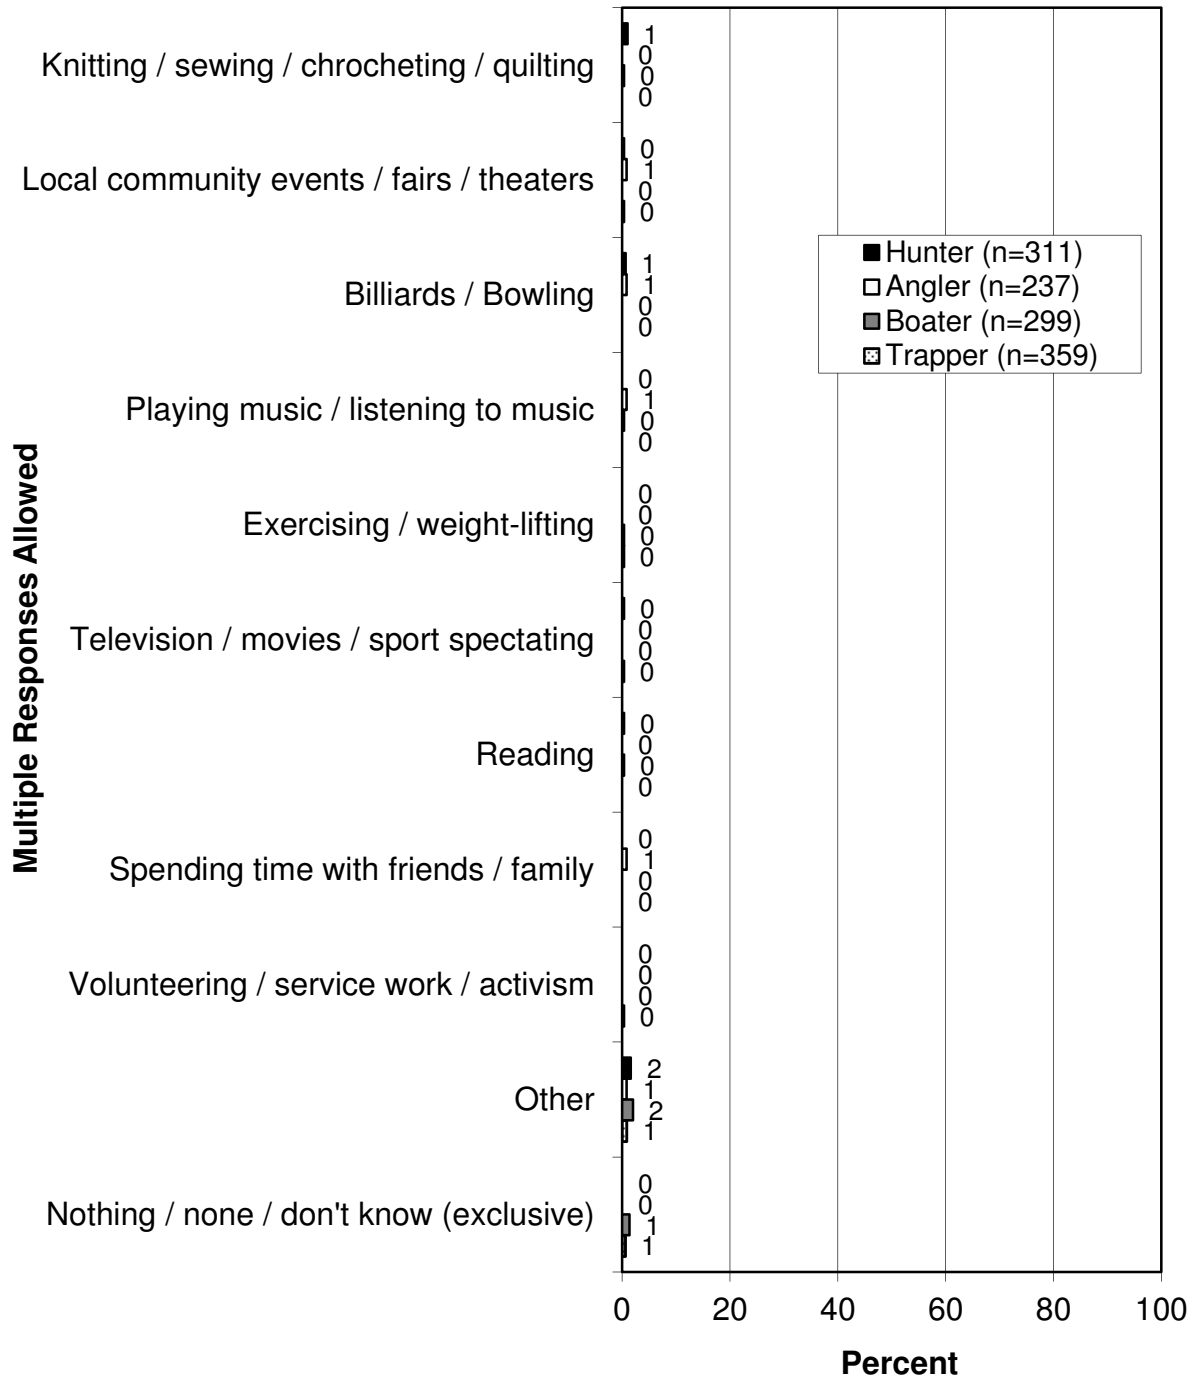 Multiple Responses Allowed
Knitting / sewing / chrocheting / quilting
1
0
0
0
Local community events / fairs / theaters
0
1
0
0
Billiards / Bowling
1
1
0
0
Playing music / listening to music
0
1
0
0
Exercising / weight-lifting
0
0
0
0
Television / movies / sport spectating
0
0
0
0
Reading
0
0
0
0
Spending time with friends / family
0
1
0
0
Volunteering / service work / activism
0
0
0
0
Other
2
1
2
1
Nothing / none / don't know (exclusive)
0
0
1
1
Hunter (n=311)
Angler (n=237)
Boater (n=299)
Trapper (n=359)
0 20 40 60 80 100
Percent